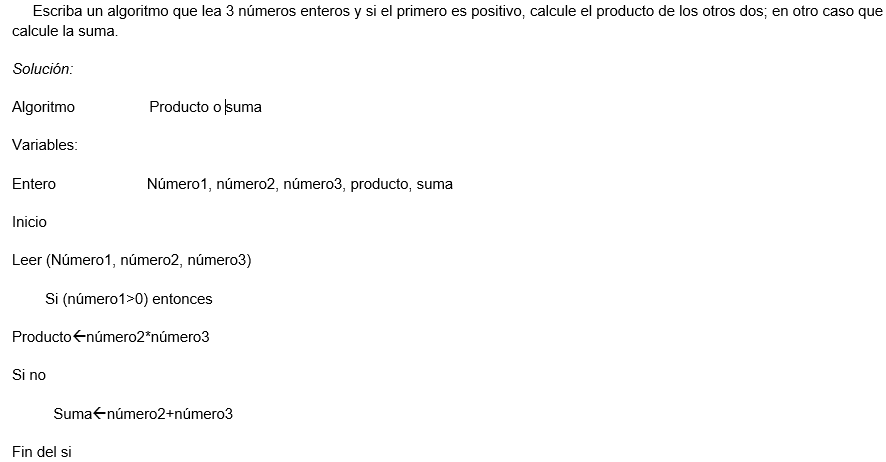 Escriba un algoritmo que lea 3 números enteros y si el primero es positivo, calcule el producto de los otros dos; en otro caso que
calcule la suma.
Solución:
Algoritmo Producto o suma
Variables:
Entero Número1, número2, número3, producto, suma
Inicio
Leer (Número1, número2, número3)
Si (número1>0) entonces
Producto←número2*número3
Si no
Suma←número2+número3
Fin del si